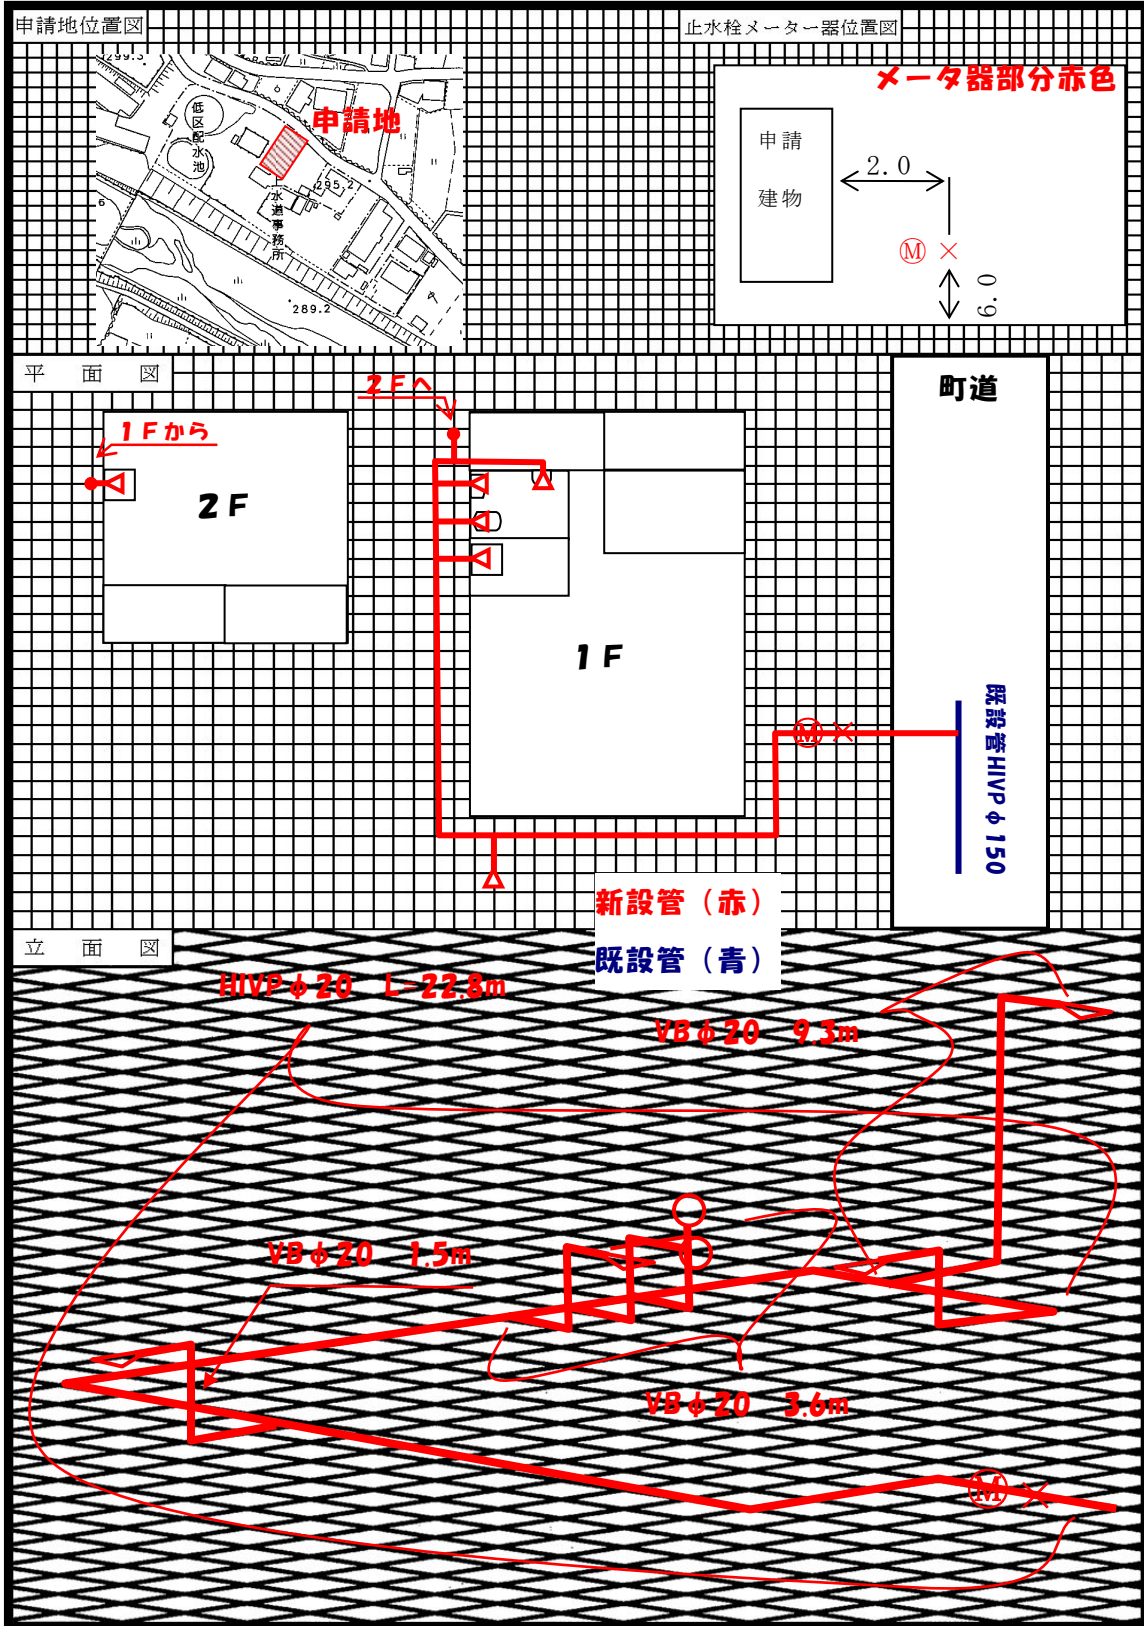 申請地位置図
止水栓メーター器位置図
299.5
メータ器部分赤色
低区配水池
申請地
295.2
上水道事務所
289.2
申請
建物
2.0
Ⓜ ×
6.0
平 面 図
2Fへ
町道
1Fから
2F
1F
Ⓜ ×
既設管HIVPφ150
新設管（赤）
既設管（青）
立 面 図
HIVPφ20 L=22.8m
VBφ20 9.3m
VBφ20 1.5m
VBφ20 3.6m
Ⓜ ×